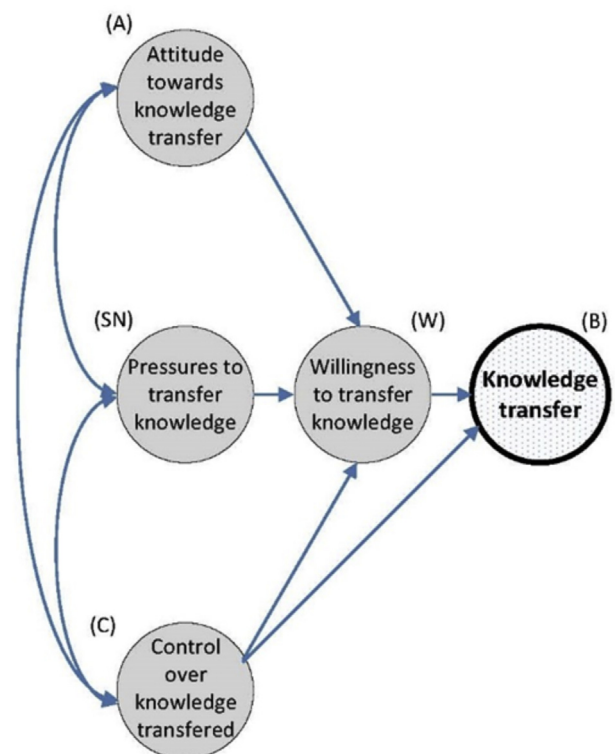 (A)
Attitude
towards
knowledge
transfer
(SN)
Pressures to
transfer
knowledge
(W)
Willingness
to transfer
knowledge
(B)
Knowledge
transfer
(C)
Control
over
knowledge
transfered